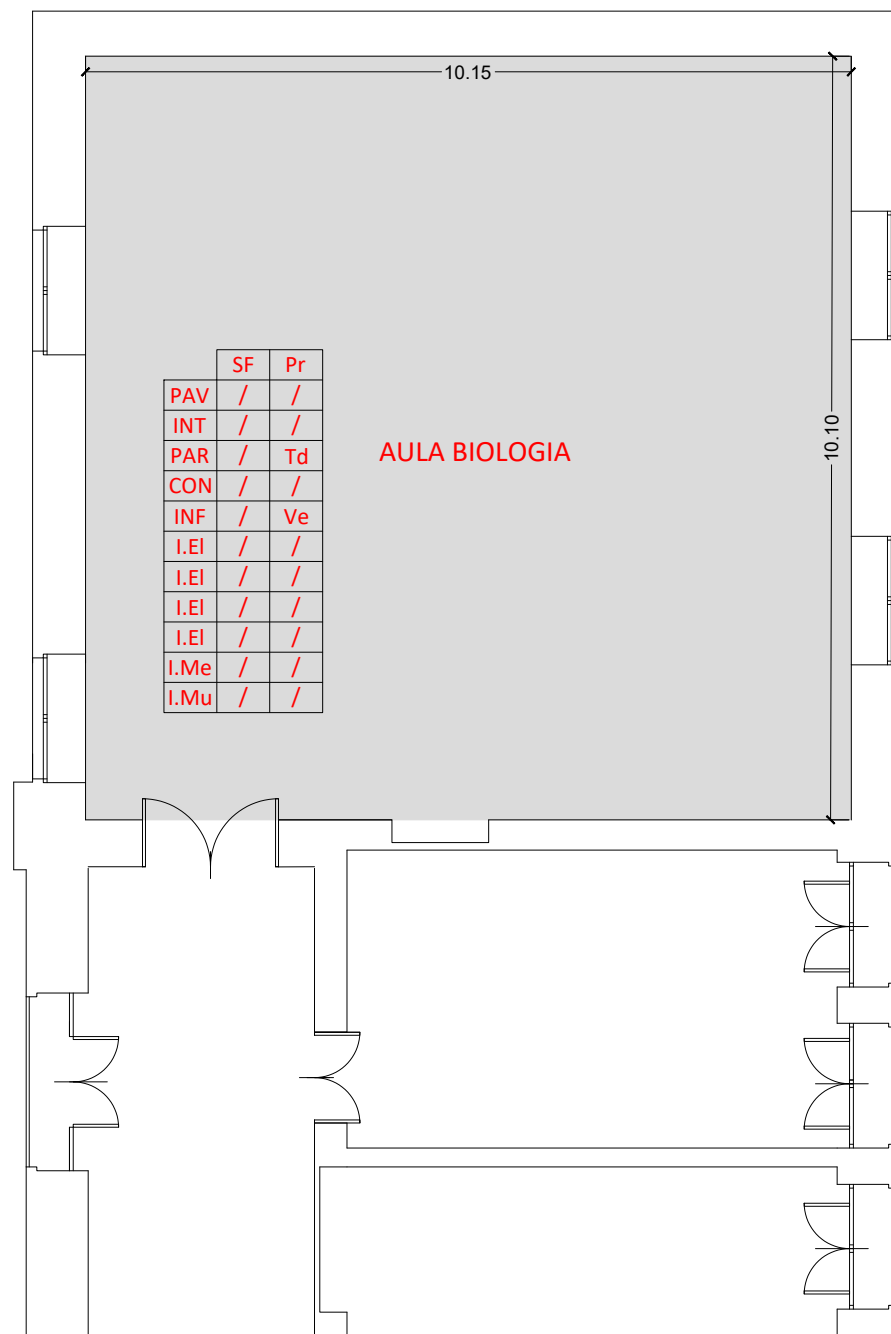 10.15
SF Pr
PAV / /
INT / /
PAR / Td
CON / /
INF / Ve
I.El / /
I.El / /
I.El / /
I.El / /
I.Me / /
I.Mu / /
AULA BIOLOGIA
10.10